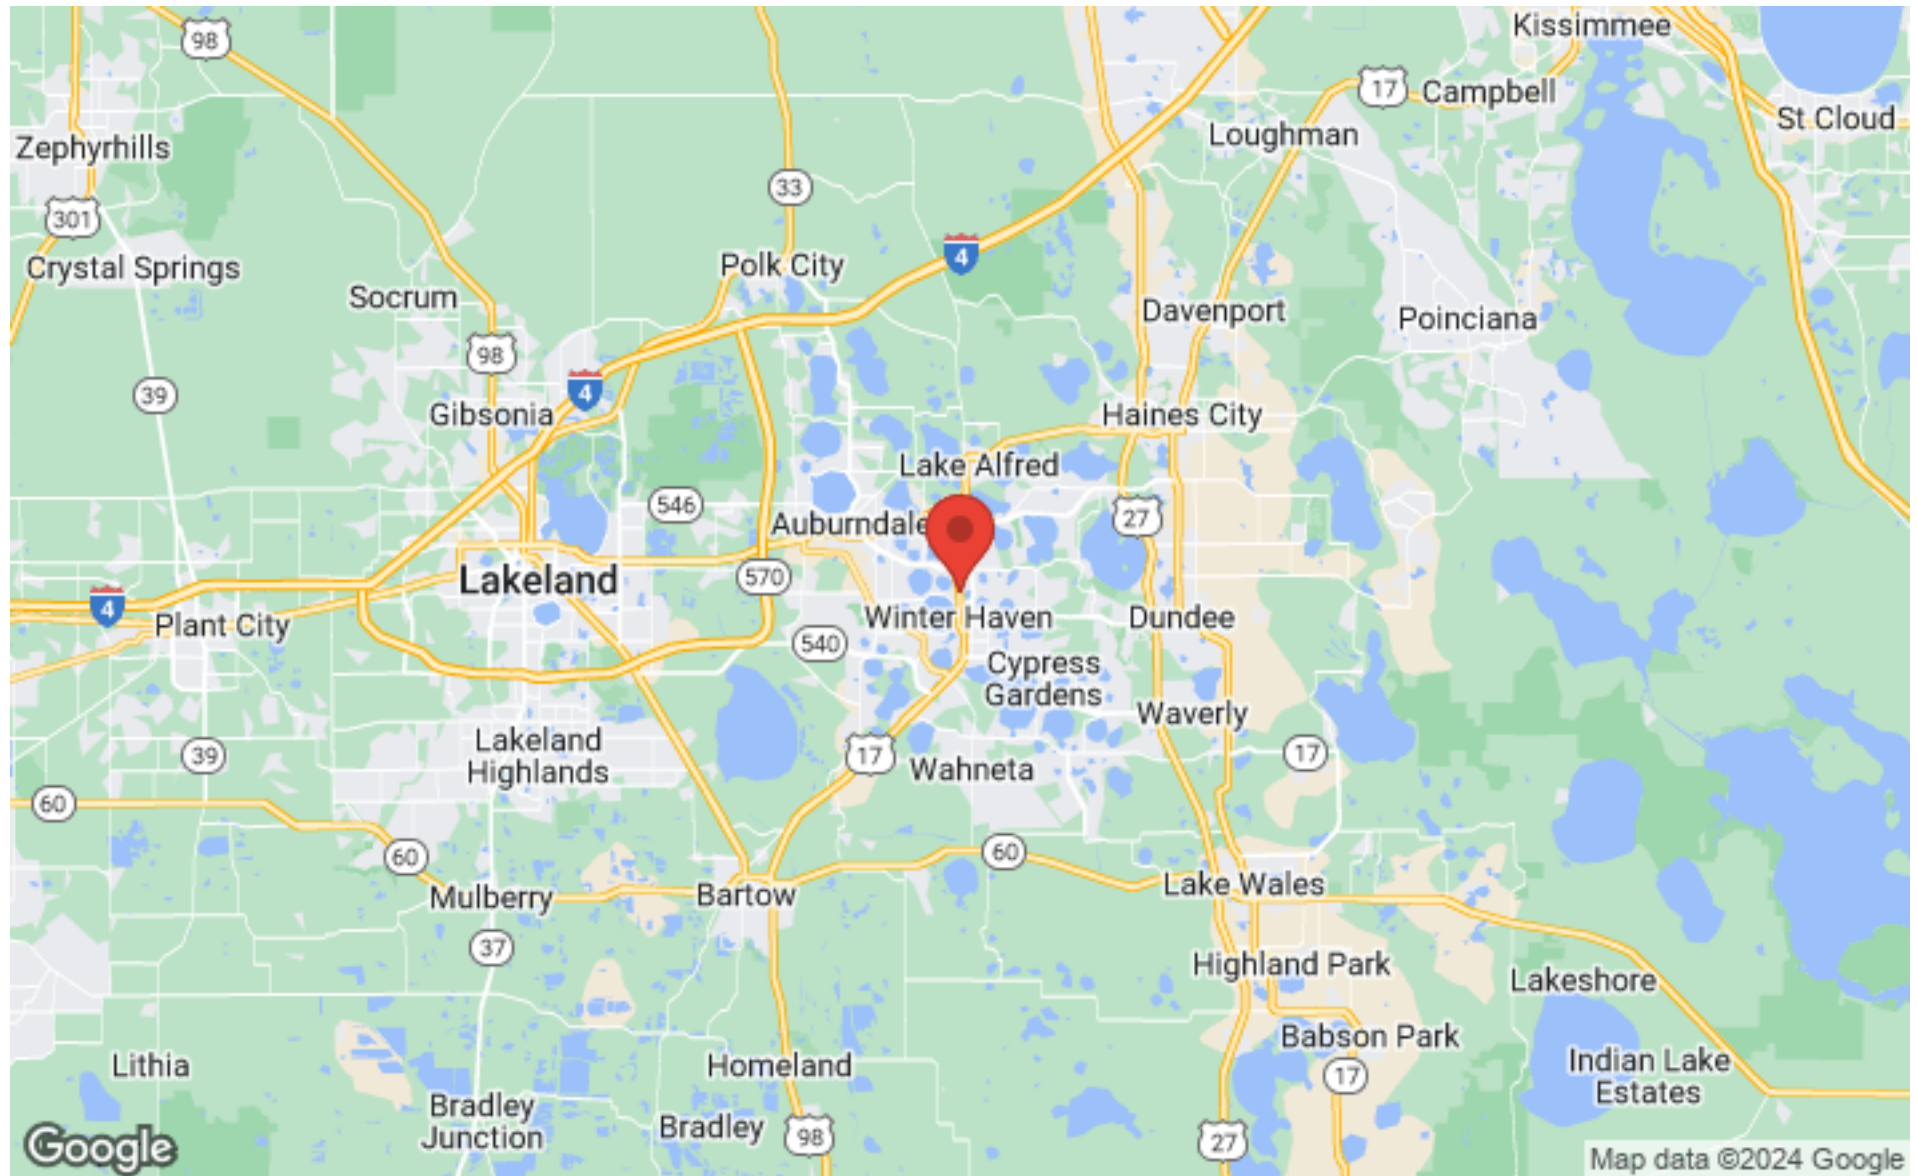 Kissimmee
98
17
Campbell
St Cloud
Loughman
Zephyrhills
33
301
4
Polk City
Crystal Springs
Socrum
Davenport
Poinciana
98
4
39
Gibsonia
Haines City
Lake Alfred
546
27
Auburndale
570
Lakeland
4
Plant City
Winter Haven
Dundee
540
Cypress
Gardens
Waverly
Lakeland
Highlands
39
17
17
Wahneta
60
60
60
Mulberry
Bartow
Lake Wales
37
Highland Park
Lakeshore
Babson Park
Lithia
Homeland
Indian Lake
Estates
17
Bradley
Junction
Bradley
98
27
Google
Map data ©2024 Google